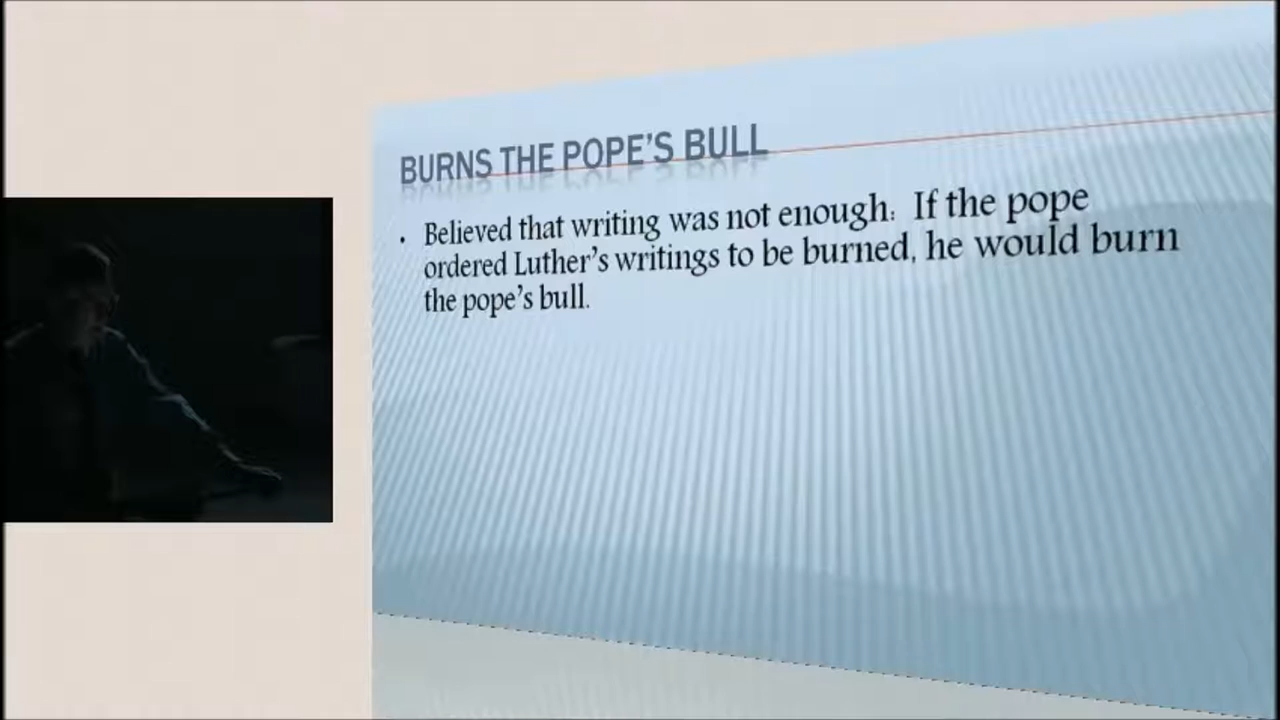 BURNS THE POPE'S BULL
• Believed that writing was not enough: If the pope
ordered Luther's writings to be burned, he would burn
the pope's bull.